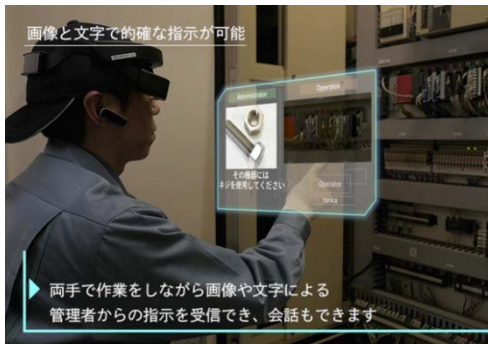 画像と文字で的確な指示が可能
Administrator
Operator
その機器には
ネジを使用してください
Operator
両手で作業をしながら画像や文字による
管理者からの指示を受信でき、会話もできます